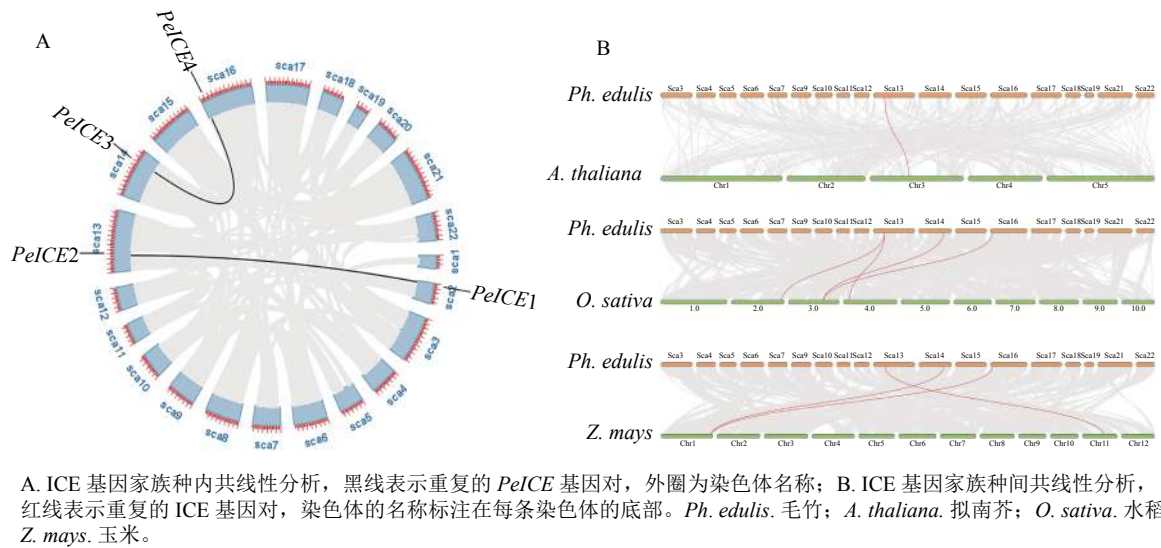 A
B
PeICE4
PeICE3
PeICE2
PeICE1
sca16
sca17
sca18
sca19
sca20
sca21
sca22
sca1
sca2
sca3
sca4
sca5
sca6
sca7
sca8
sca9
sca10
sca11
sca12
sca13
sca14
sca15
Sca3 Sca4 Sca5 Sca6 Sca7 Sca9 Sca10 Sca11 Sca12 Sca13 Sca14 Sca15 Sca16 Sca17 Sca18 Sca19 Sca21 Sca22
Ph. edulis
A. thaliana
Chr1 Chr2 Chr3 Chr4 Chr5
Sca3 Sca4 Sca5 Sca6 Sca7 Sca9 Sca10 Sca11 Sca12 Sca13 Sca14 Sca15 Sca16 Sca17 Sca18 Sca19 Sca21 Sca22
Ph. edulis
O. sativa
1.0 2.0 3.0 4.0 5.0 6.0 7.0 8.0 9.0 10.0
Sca3 Sca4 Sca5 Sca6 Sca7 Sca9 Sca10 Sca11 Sca12 Sca13 Sca14 Sca15 Sca16 Sca17 Sca18 Sca19 Sca21 Sca22
Ph. edulis
Z. mays
Chr1 Chr2 Chr3 Chr4 Chr5 Chr6 Chr7 Chr8 Chr9 Chr10 Chr11 Chr12
A. ICE 基因家族种内共线性分析，黑线表示重复的 PeICE 基因对，外圈为染色体名称；B. ICE 基因家族种间共线性分析，
红线表示重复的 ICE 基因对，染色体的名称标注在每条染色体的底部。Ph. edulis. 毛竹；A. thaliana. 拟南芥；O. sativa. 水稻
Z. mays. 玉米。